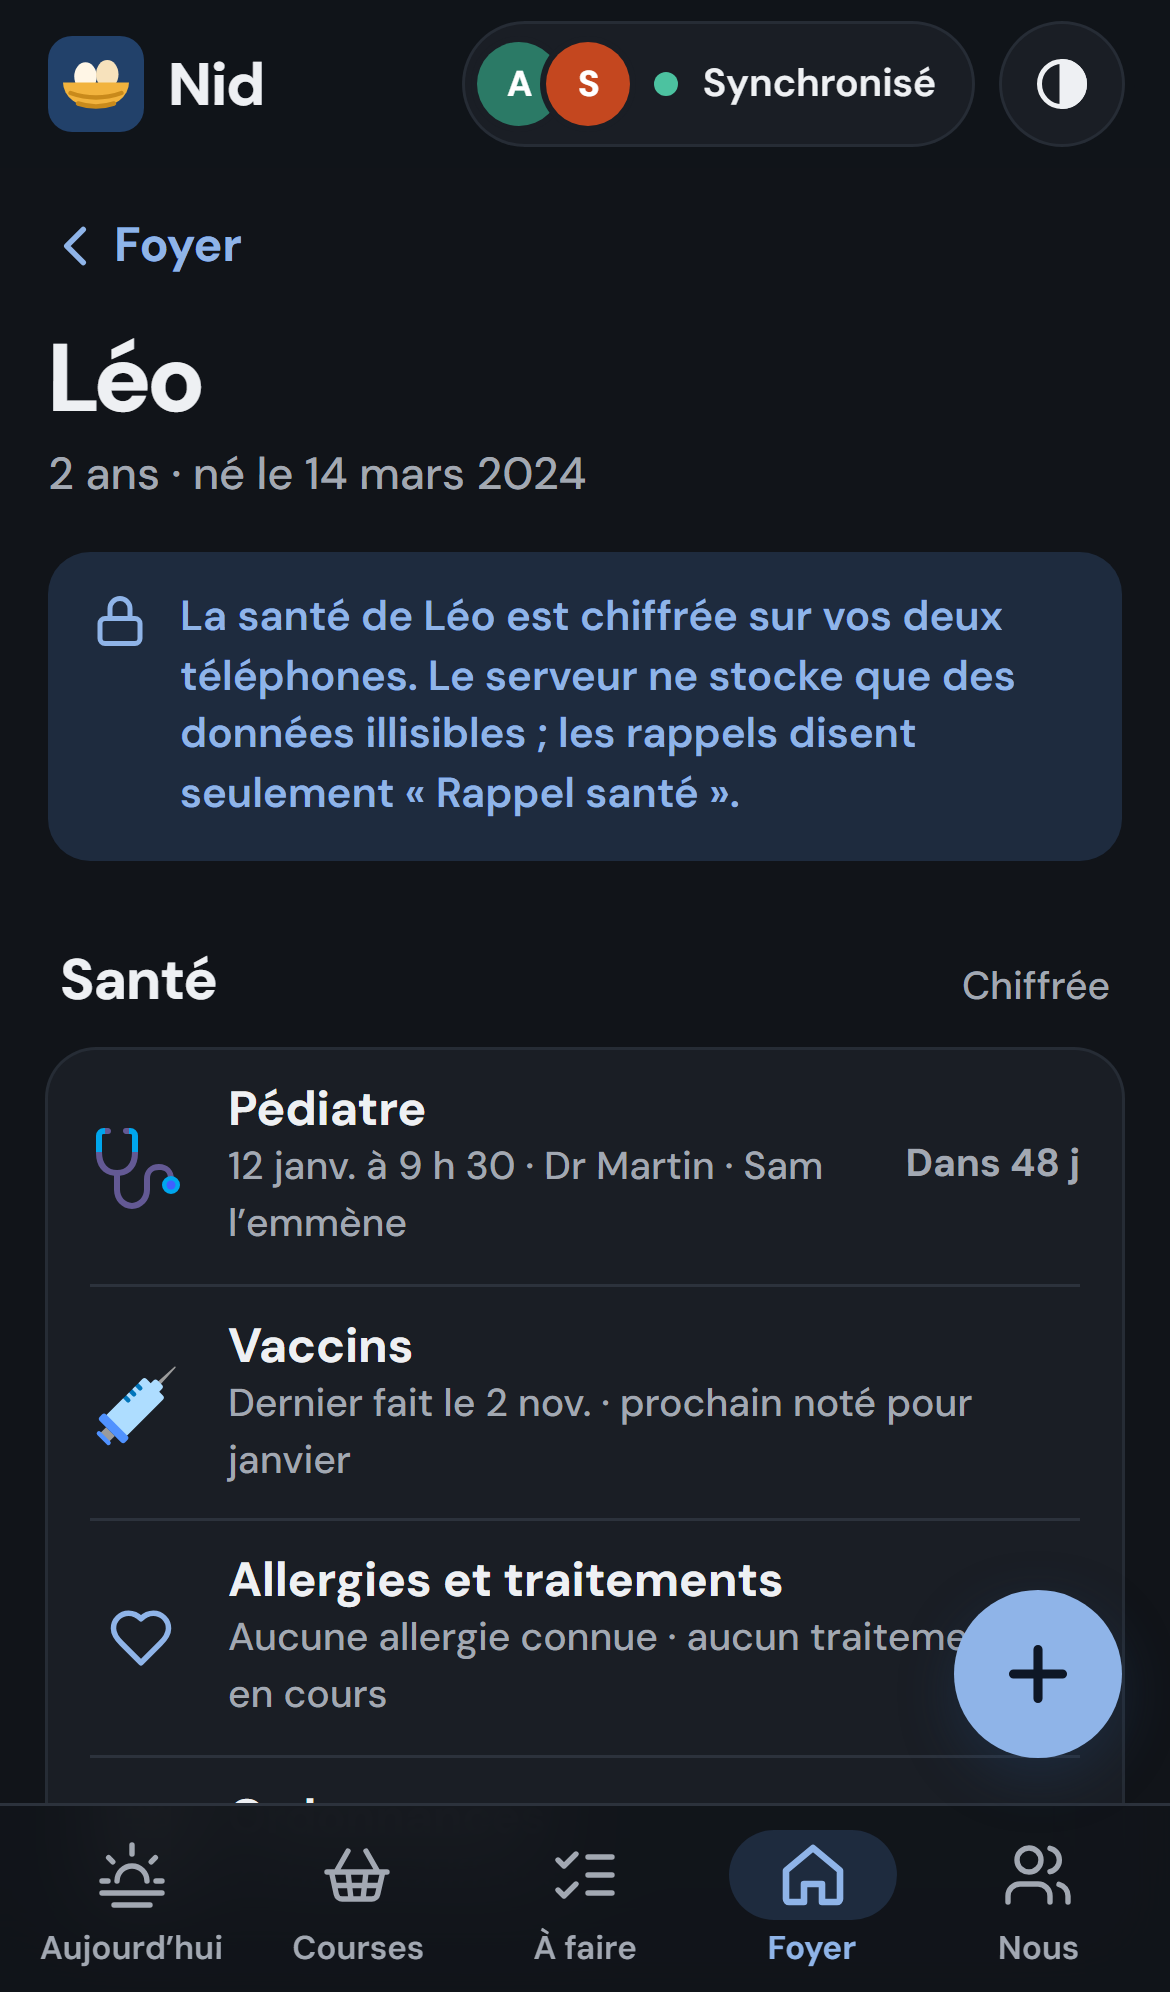 Nid
A S Synchronisé
Foyer
Léo
2 ans · né le 14 mars 2024
La santé de Léo est chiffrée sur vos deux
téléphones. Le serveur ne stocke que des
données illisibles ; les rappels disent
seulement « Rappel santé ».
Santé
Chiffrée
Pédiatre
12 janv. à 9 h 30 · Dr Martin · Sam
l’emmène
Dans 48 j
Vaccins
Dernier fait le 2 nov. · prochain noté pour
janvier
Allergies et traitements
Aucune allergie connue · aucun traiteme
en cours
Aujourd’hui
Courses
À faire
Foyer
Nous